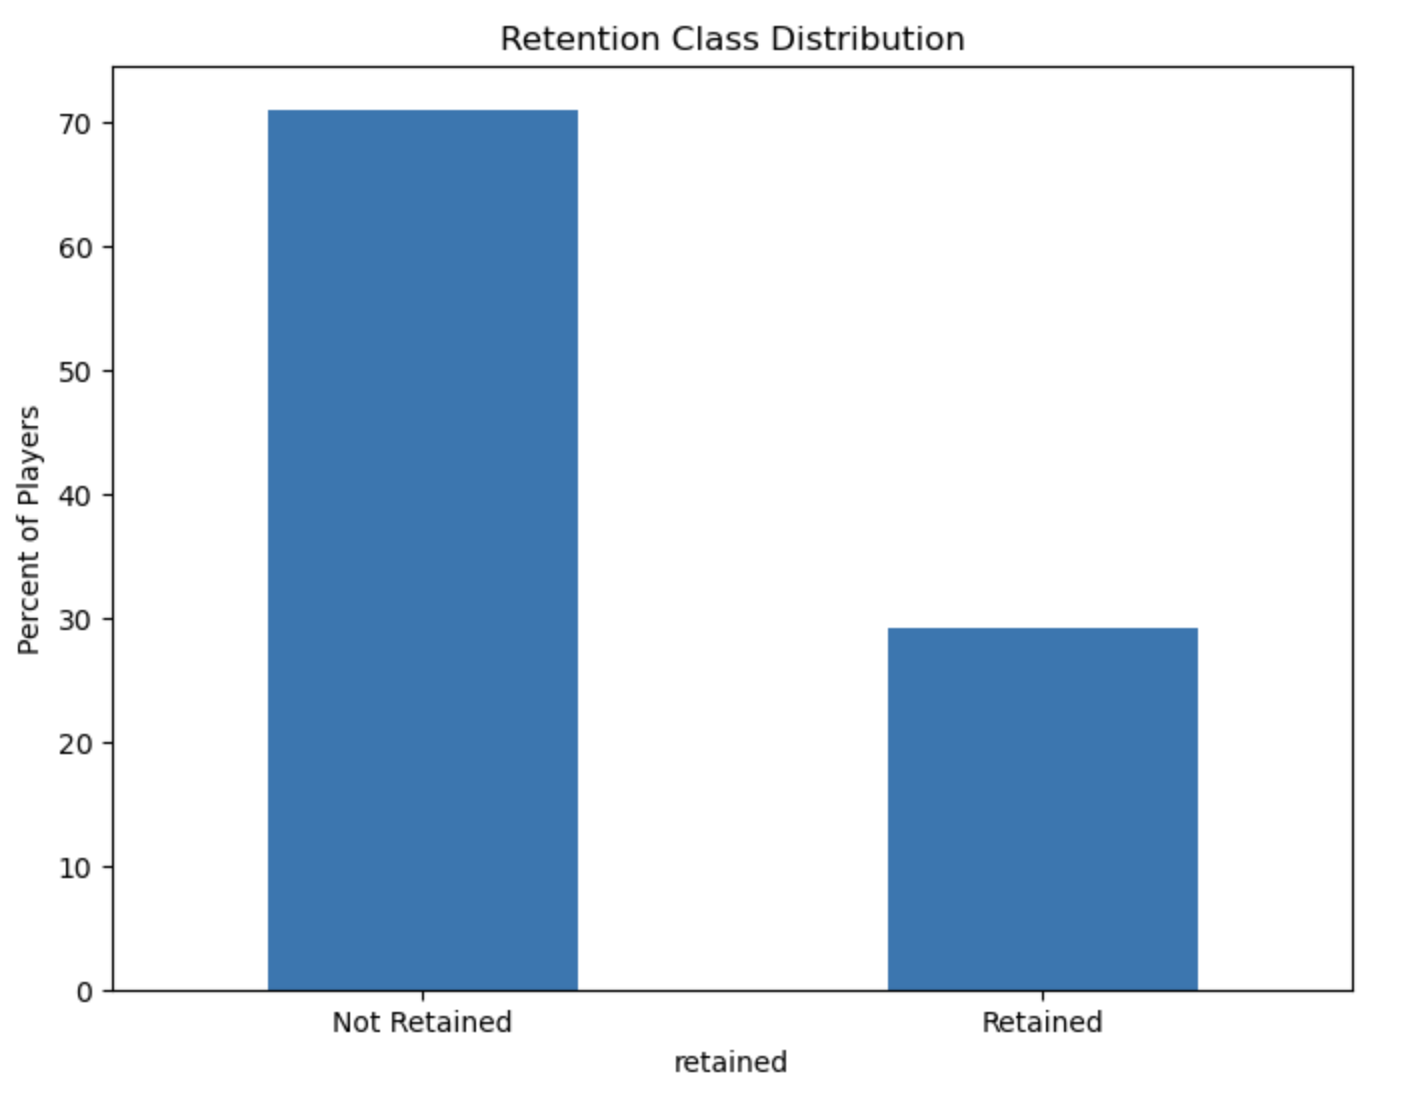 Retention Class Distribution
Percent of Players
70
60
50
40
30
20
10
0
Not Retained
Retained
retained